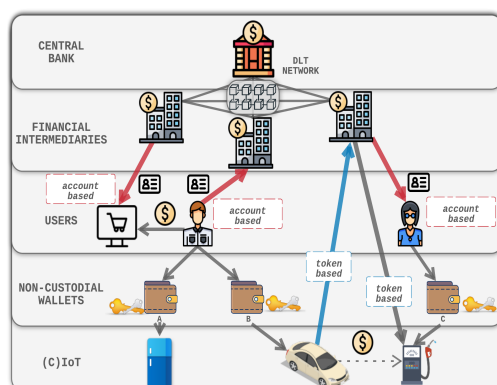 CENTRAL
BANK
DLT
NETWORK
$
$
$
$
FINANCIAL
INTERMEDIARIES
account
based
$
account
based
account
based
USERS
token
based
token
based
NON-CUSTODIAL
WALLETS
A
B
C
$
(C)IoT